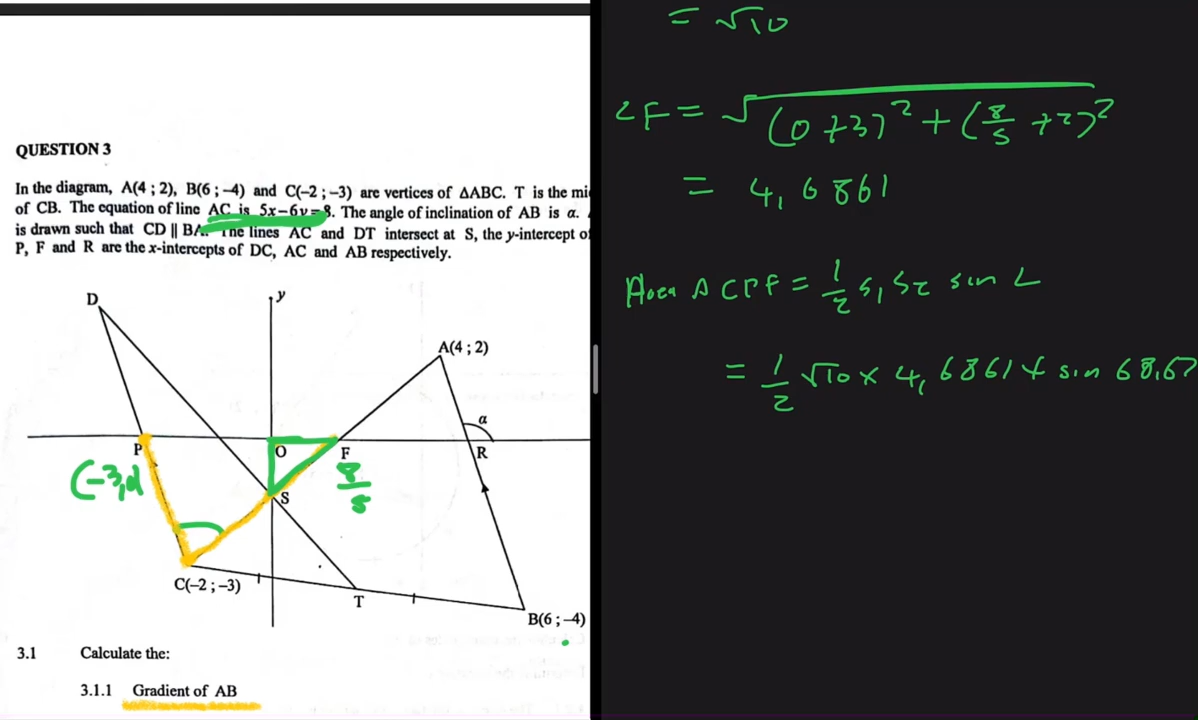 QUESTION 3
In the diagram, A(4 ; 2), B(6 ; –4) and C(–2 ; –3) are vertices of ΔABC. T is the mi
of CB. The equation of line AC is 5x–6y=8. The angle of inclination of AB is α.
is drawn such that CD || BA. The lines AC and DT intersect at S, the y-intercept o
P, F and R are the x-intercepts of DC, AC and AB respectively.
D
y
A(4 ; 2)
α
P
O
F
R
(-3,
8/5
S
C(–2 ; –3)
T
B(6 ; –4)
3.1 Calculate the:
3.1.1 Gradient of AB
= √10
= √((0+3)² + (8/5 +2)²
= 4,6861
Area Δ CPF = 1/2 s₁ s₂ sin L
= 1/2 √10 × 4,6861 × sin 68,67